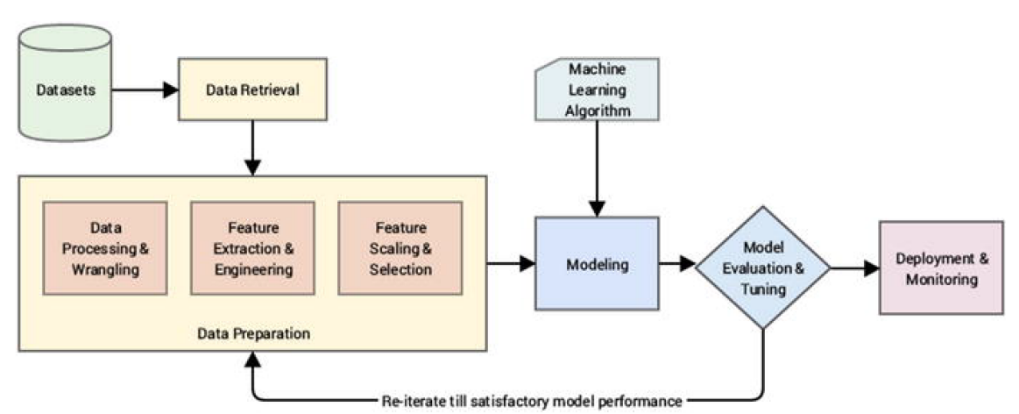 Datasets
Data Retrieval
Machine
Learning
Algorithm
Data
Processing &
Wrangling
Feature
Extraction &
Engineering
Feature
Scaling &
Selection
Data Preparation
Modeling
Model
Evaluation &
Tuning
Deployment &
Monitoring
Re-iterate till satisfactory model performance